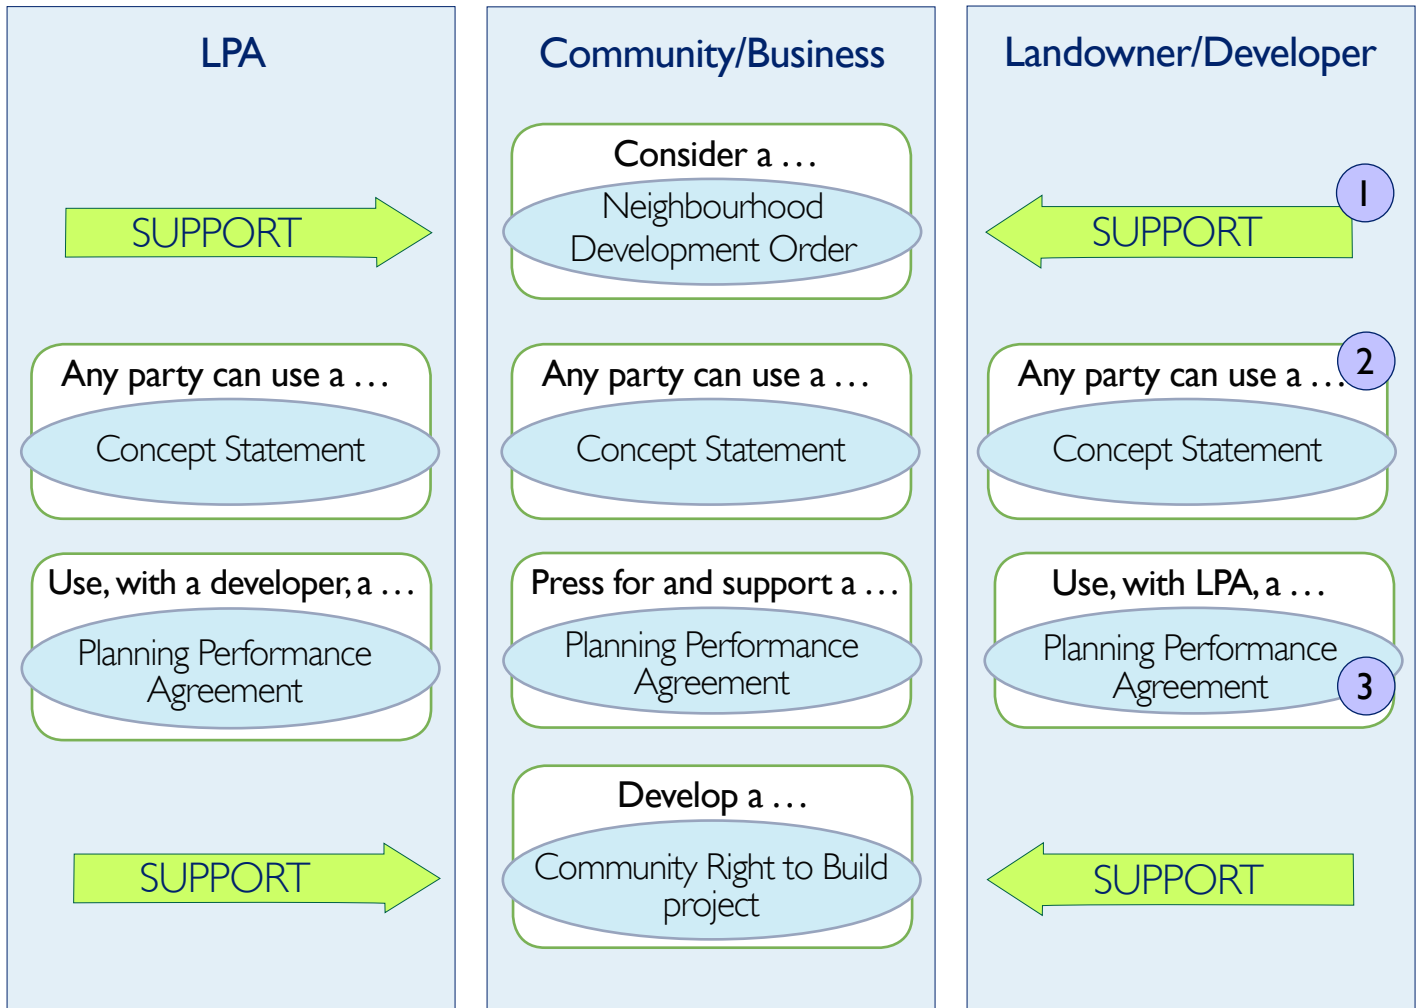 LPA
Community/Business
Landowner/Developer
Consider a ...
Neighbourhood
Development Order
SUPPORT
SUPPORT
1
Any party can use a ...
Concept Statement
Any party can use a ...
Concept Statement
Any party can use a ...
2
Concept Statement
Use, with a developer, a ...
Planning Performance
Agreement
Press for and support a ...
Planning Performance
Agreement
Use, with LPA, a ...
Planning Performance
Agreement
3
Develop a ...
Community Right to Build
project
SUPPORT
SUPPORT